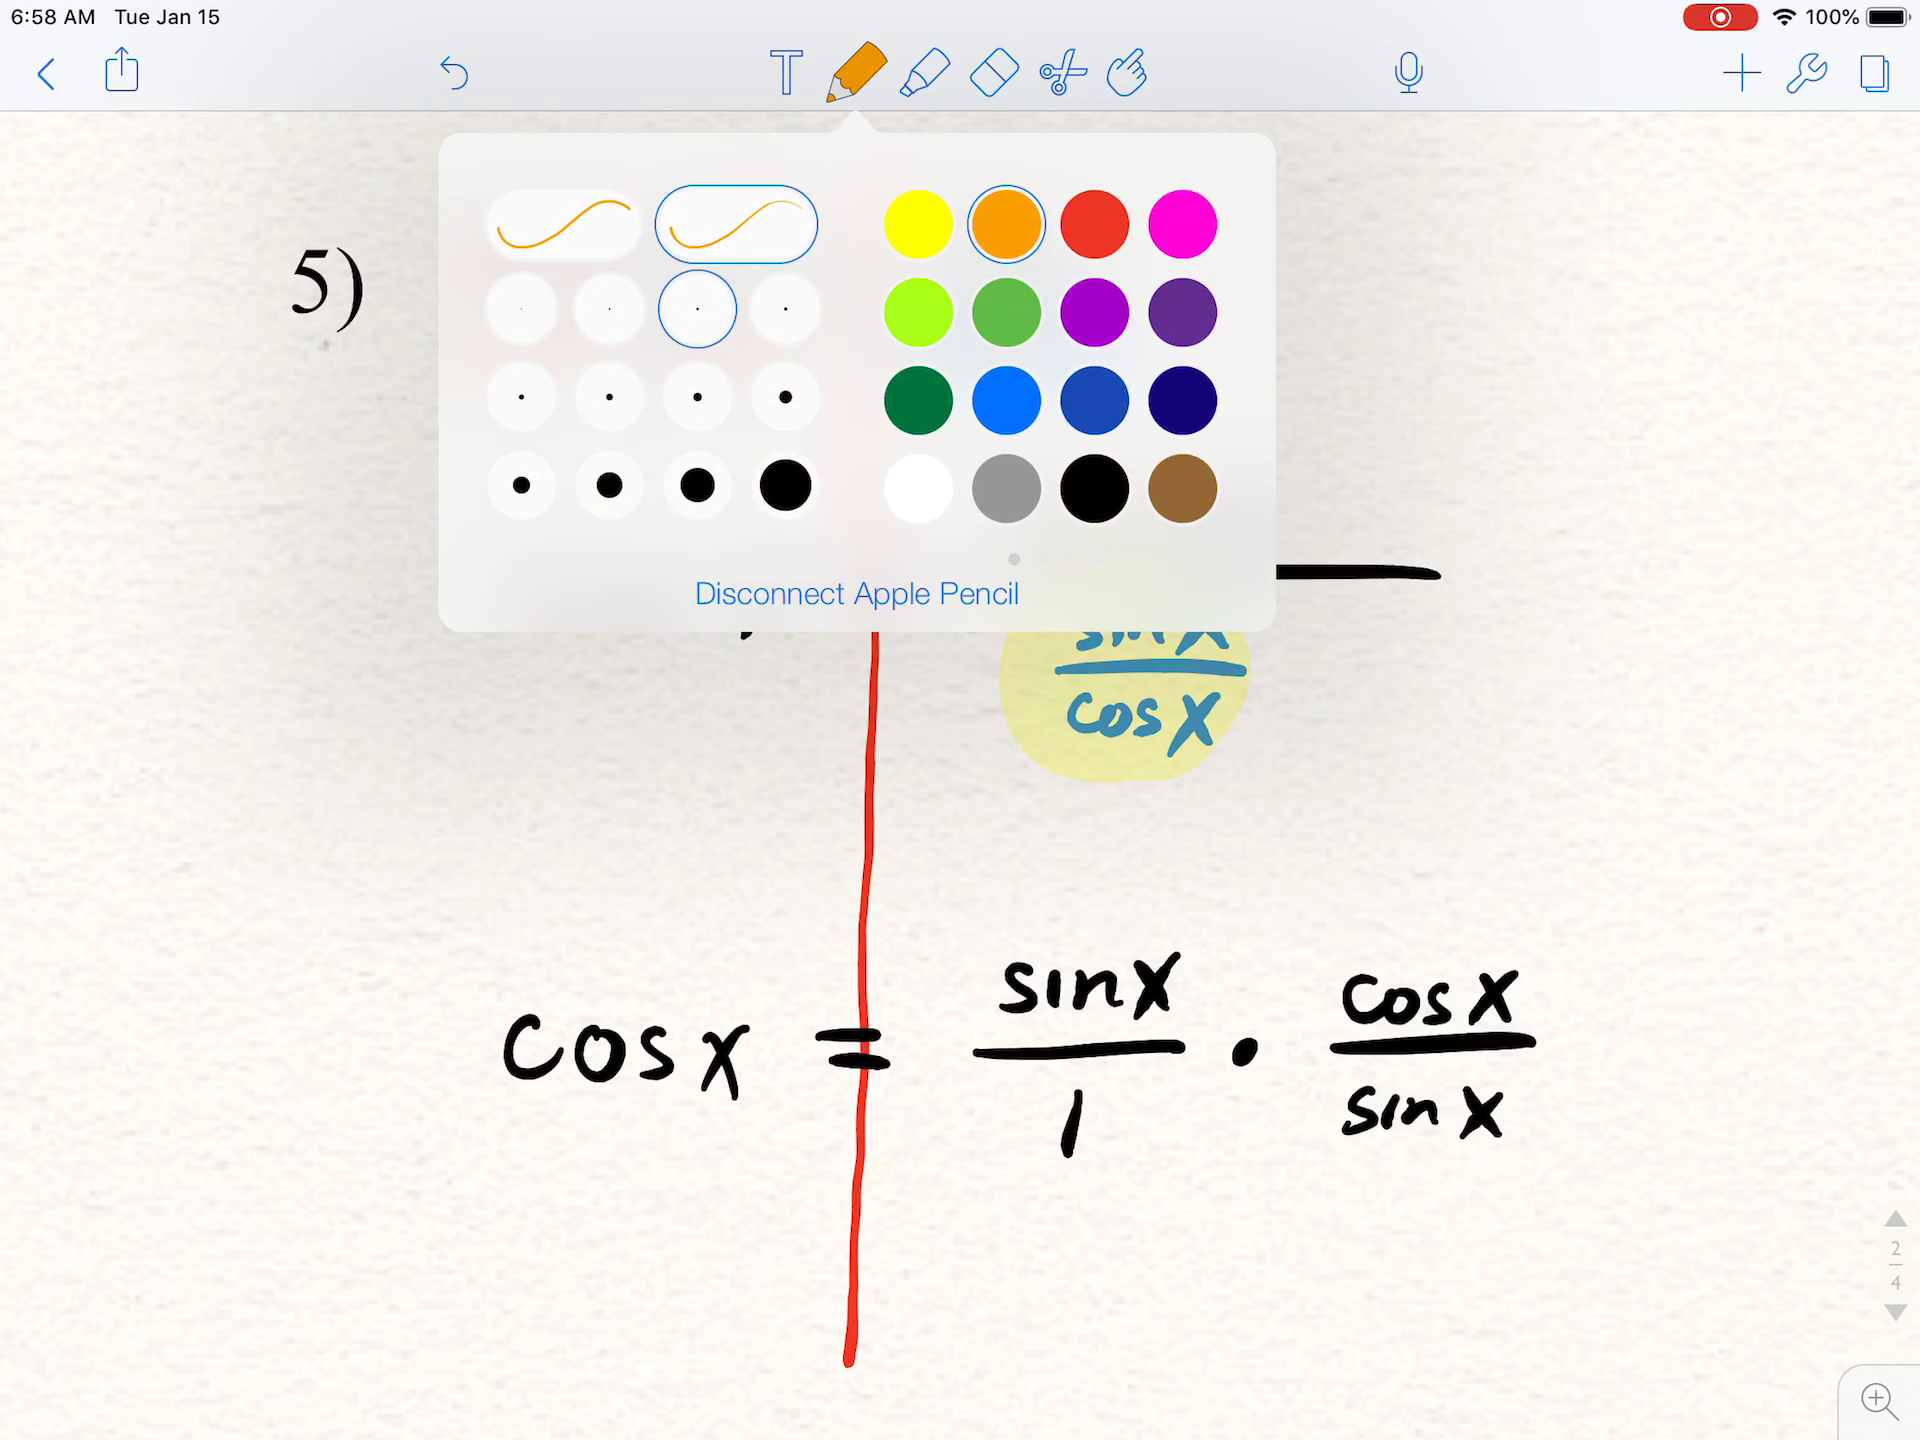 6:58 AM Tue Jan 15 100%
T
5)
Disconnect Apple Pencil
sin x
cos x
cos x = sin x / 1 • cos x / sin x
2
4